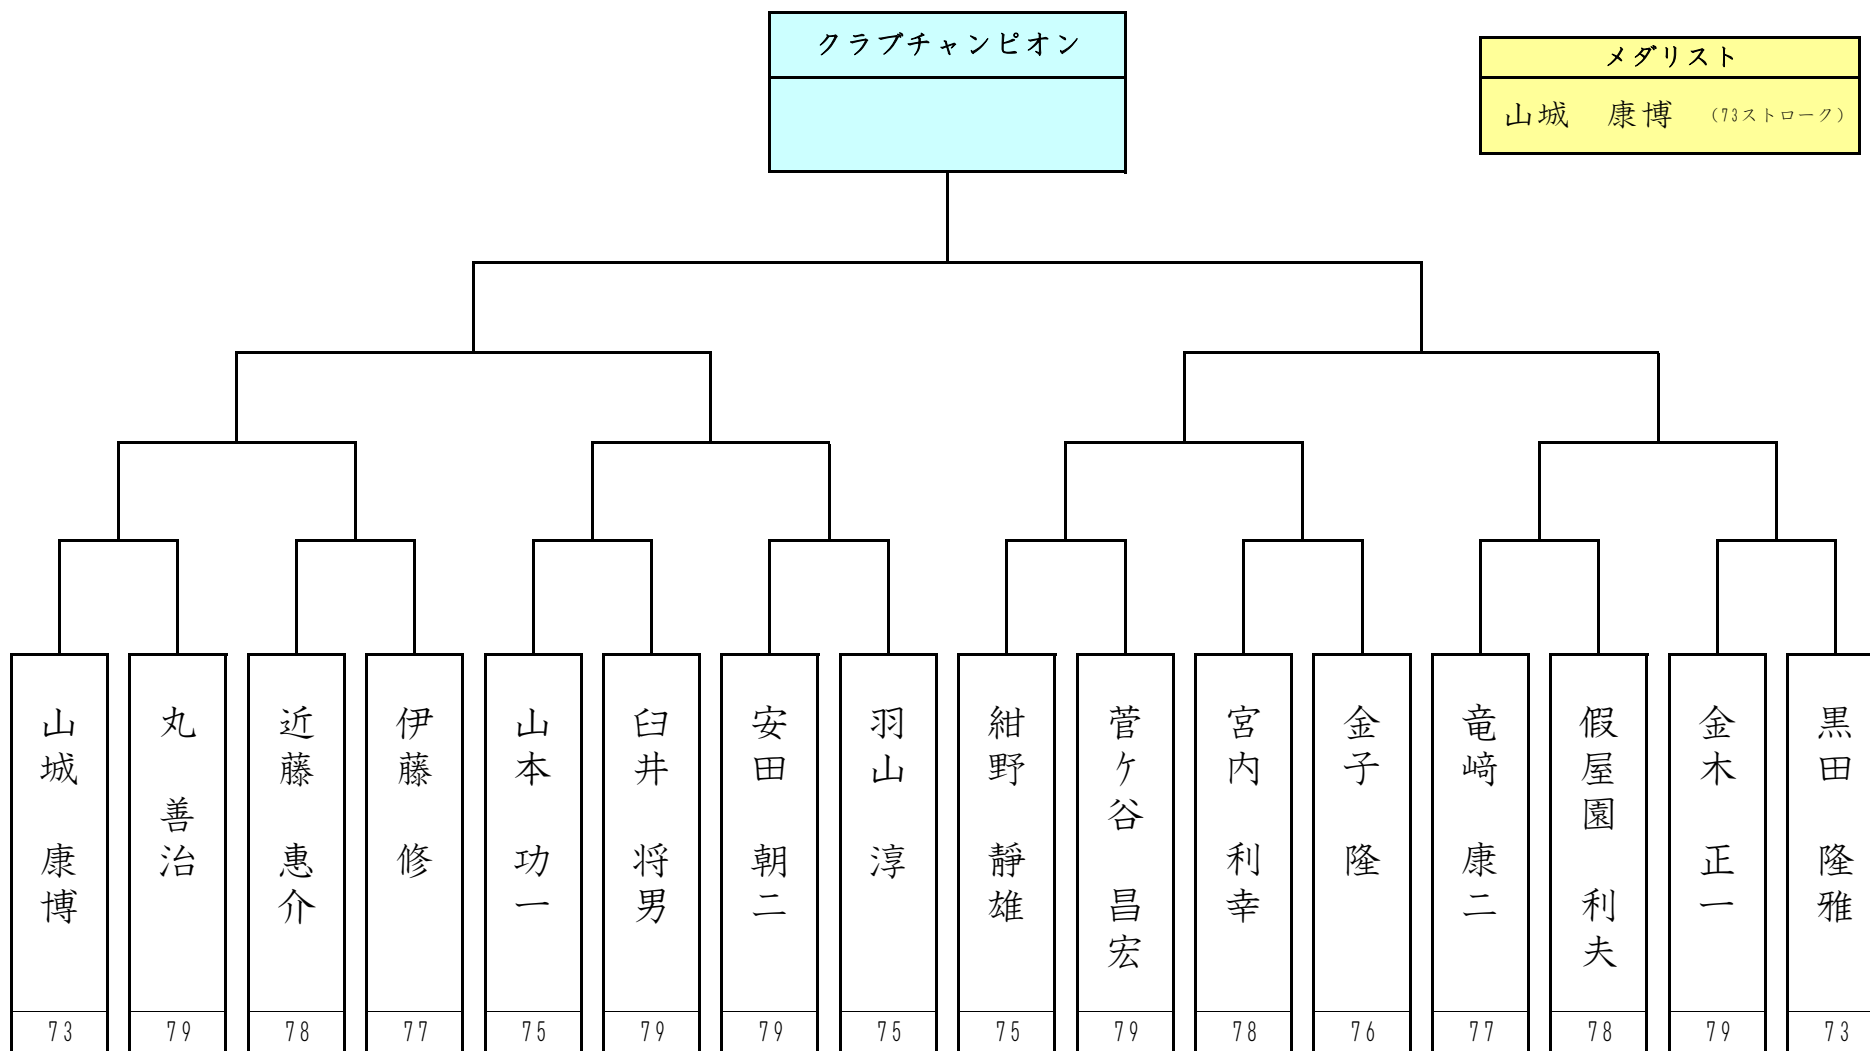 クラブチャンピオン
メダリスト
山城 康博 (73ストローク)
山城 康博
丸 善治
近藤 惠介
伊藤 修
山本 功一
臼井 将男
安田 朝二
羽山 淳
紺野 靜雄
菅ケ谷 昌宏
宮内 利幸
金子 隆
竜﨑 康二
假屋園 利夫
金木 正一
黒田 隆雅
73 79 78 77 75 79 79 75 75 79 78 76 77 78 79 73